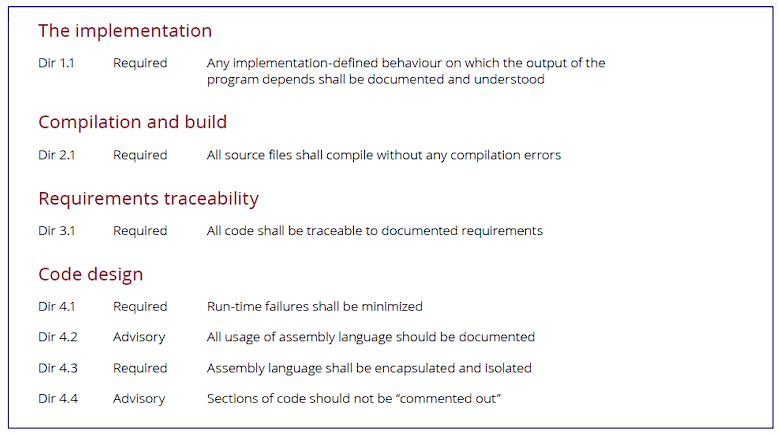 The implementation
Dir 1.1 Required Any implementation-defined behaviour on which the output of the
program depends shall be documented and understood
Compilation and build
Dir 2.1 Required All source files shall compile without any compilation errors
Requirements traceability
Dir 3.1 Required All code shall be traceable to documented requirements
Code design
Dir 4.1 Required Run-time failures shall be minimized
Dir 4.2 Advisory All usage of assembly language should be documented
Dir 4.3 Required Assembly language shall be encapsulated and isolated
Dir 4.4 Advisory Sections of code should not be “commented out”